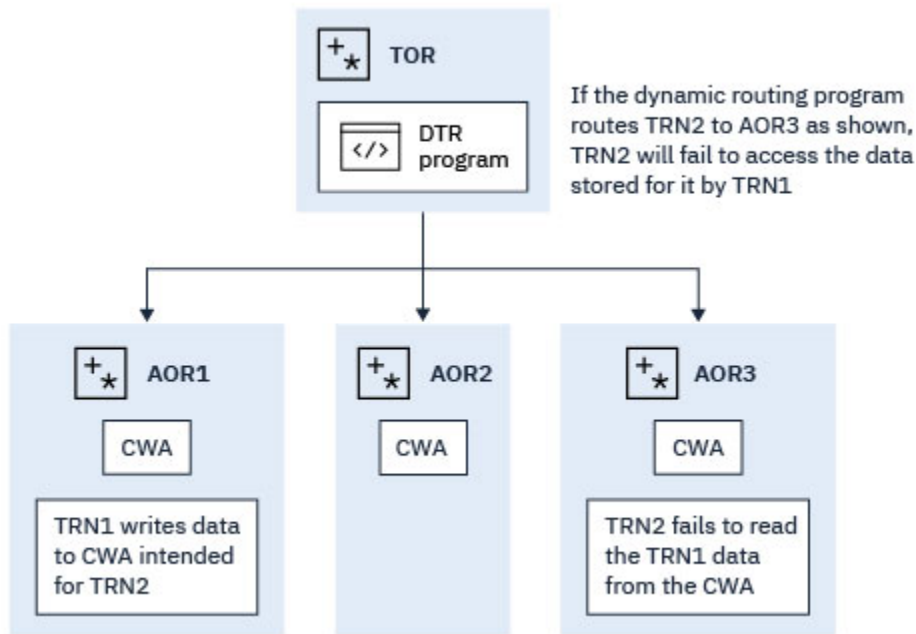 TOR
DTR
program
If the dynamic routing program
routes TRN2 to AOR3 as shown,
TRN2 will fail to access the data
stored for it by TRN1
AOR1
CWA
TRN1 writes data
to CWA intended
for TRN2
AOR2
CWA
AOR3
CWA
TRN2 fails to read
the TRN1 data
from the CWA